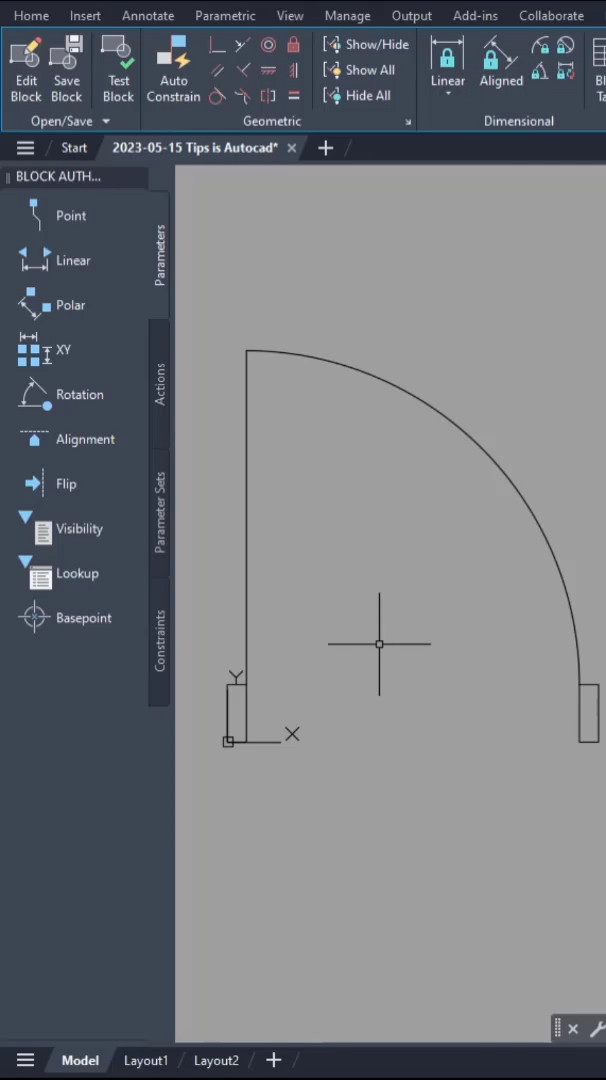 Home Insert Annotate Parametric View Manage Output Add-ins Collaborate
Edit Block
Save Block
Test Block
Auto Constrain
Show/Hide
Show All
Hide All
Linear
Aligned
Open/Save
Geometric
Dimensional
Start
2023-05-15 Tips is Autocad*
BLOCK AUTH...
Point
Linear
Polar
XY
Rotation
Alignment
Flip
Visibility
Lookup
Basepoint
Parameters
Actions
Parameter Sets
Constraints
Y
X
Model Layout1 Layout2